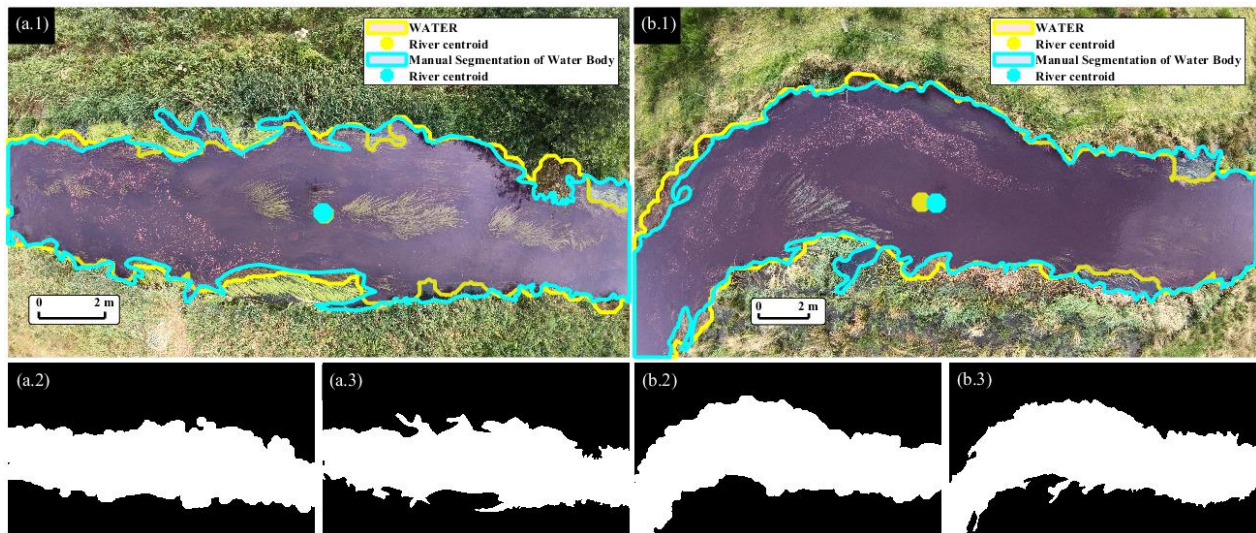 (a.1)
WATER
River centroid
Manual Segmentation of Water Body
River centroid
0 2 m
(b.1)
WATER
River centroid
Manual Segmentation of Water Body
River centroid
0 2 m
(a.2)
(a.3)
(b.2)
(b.3)